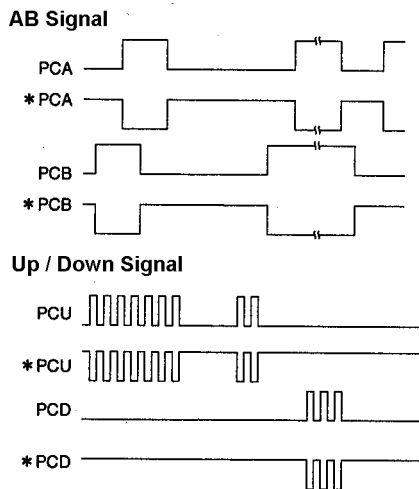 AB Signal
PCA
*PCA
PCB
*PCB
Up / Down Signal
PCU
*PCU
PCD
*PCD